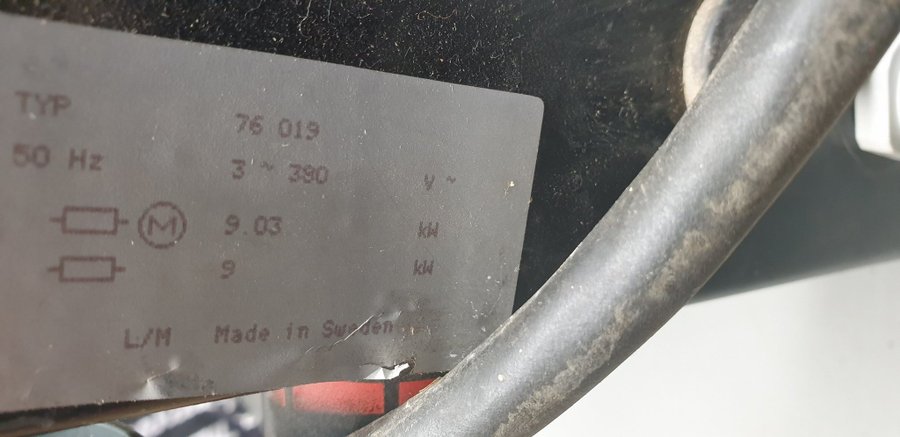 TYP 76 019
50 Hz 3 ~ 380 V ~
M 9.03 kW
9 kW
L/M Made in Sweden